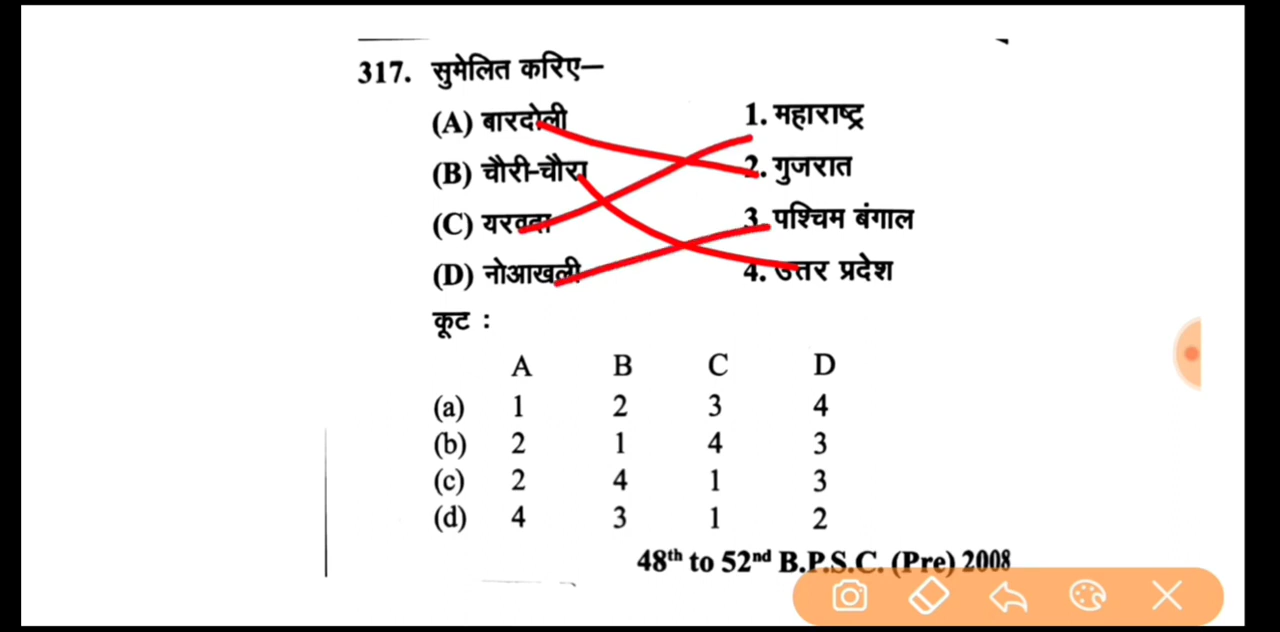 317. सुमेलित करिए–
(A) बारदोली 1. महाराष्ट्र
(B) चौरी-चौरा 2. गुजरात
(C) यरवदा 3. पश्चिम बंगाल
(D) नोआखली 4. उत्तर प्रदेश
कूट :
A B C D
(a) 1 2 3 4
(b) 2 1 4 3
(c) 2 4 1 3
(d) 4 3 1 2
48th to 52nd B.P.S.C. (Pre) 2008